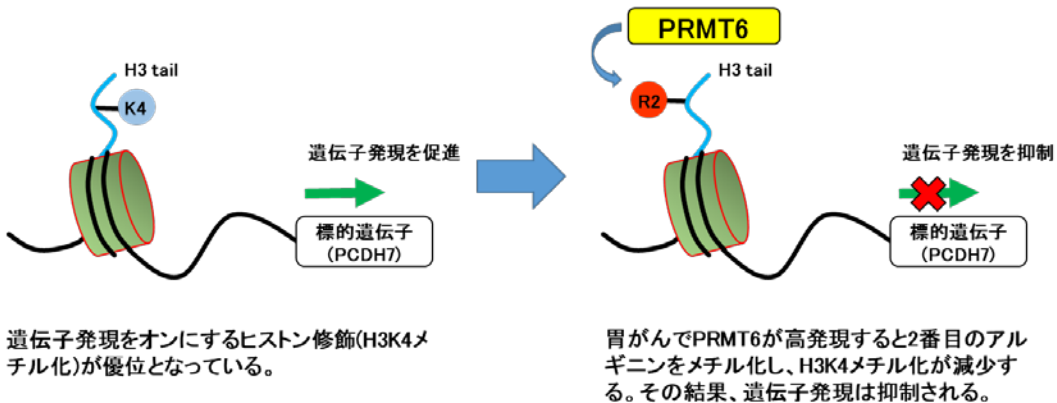 H3 tail
K4
遺伝子発現を促進
標的遺伝子
(PCDH7)
遺伝子発現をオンにするヒストン修飾(H3K4メ
チル化)が優位となっている。
PRMT6
H3 tail
R2
遺伝子発現を抑制
標的遺伝子
(PCDH7)
胃がんでPRMT6が高発現すると2番目のアル
ギニンをメチル化し、H3K4メチル化が減少す
る。その結果、遺伝子発現は抑制される。